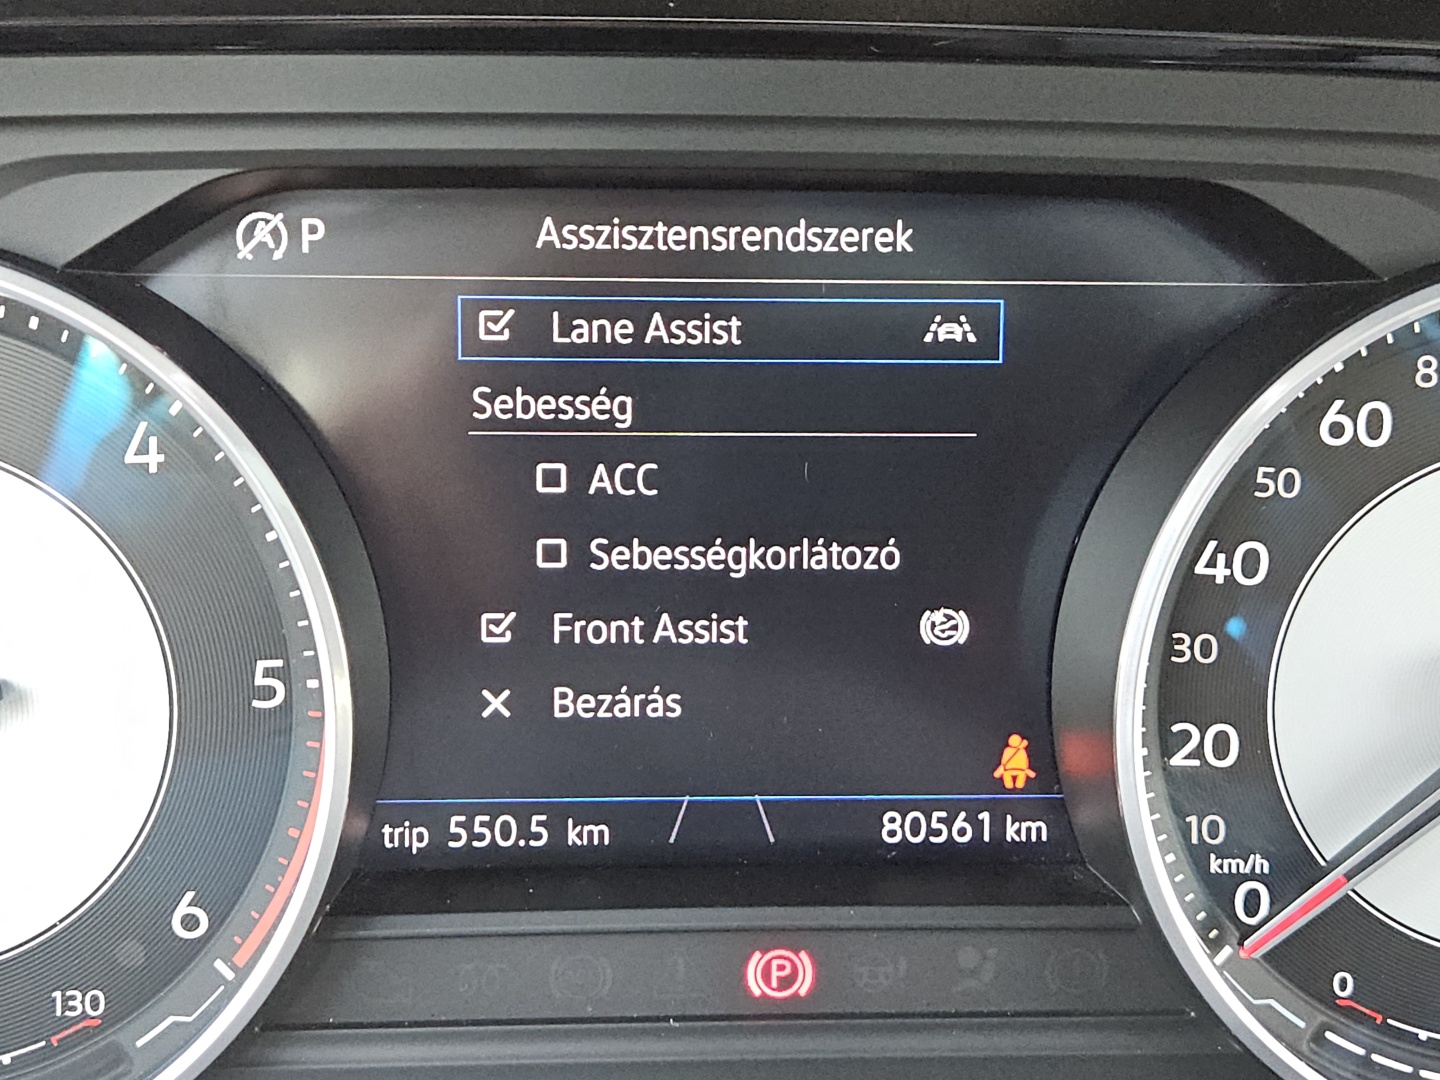 P Asszisztensrendszerek
Lane Assist
Sebesség
ACC
Sebességkorlátozó
Front Assist
Bezárás
trip 550.5 km
80561 km
4
5
6
130
8
60
50
40
30
20
10
km/h
0
0
P